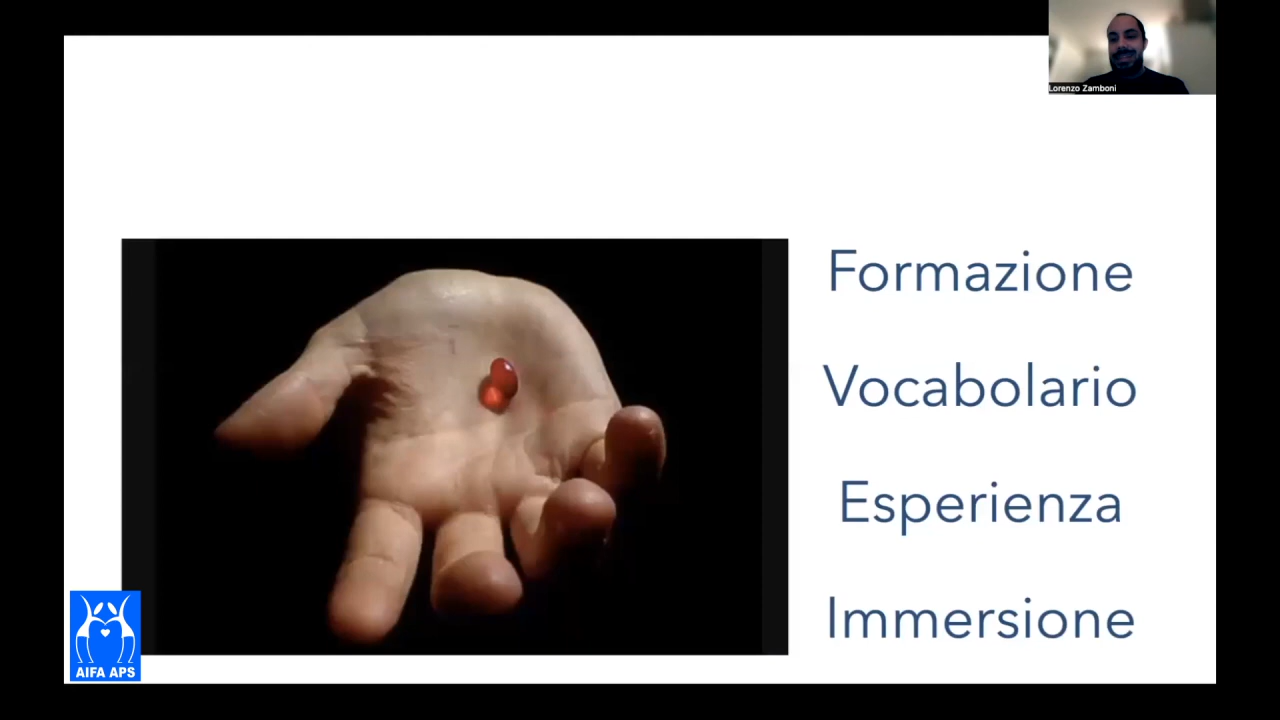 Lorenzo Zamboni
Formazione
Vocabolario
Esperienza
Immersione
AIFA APS